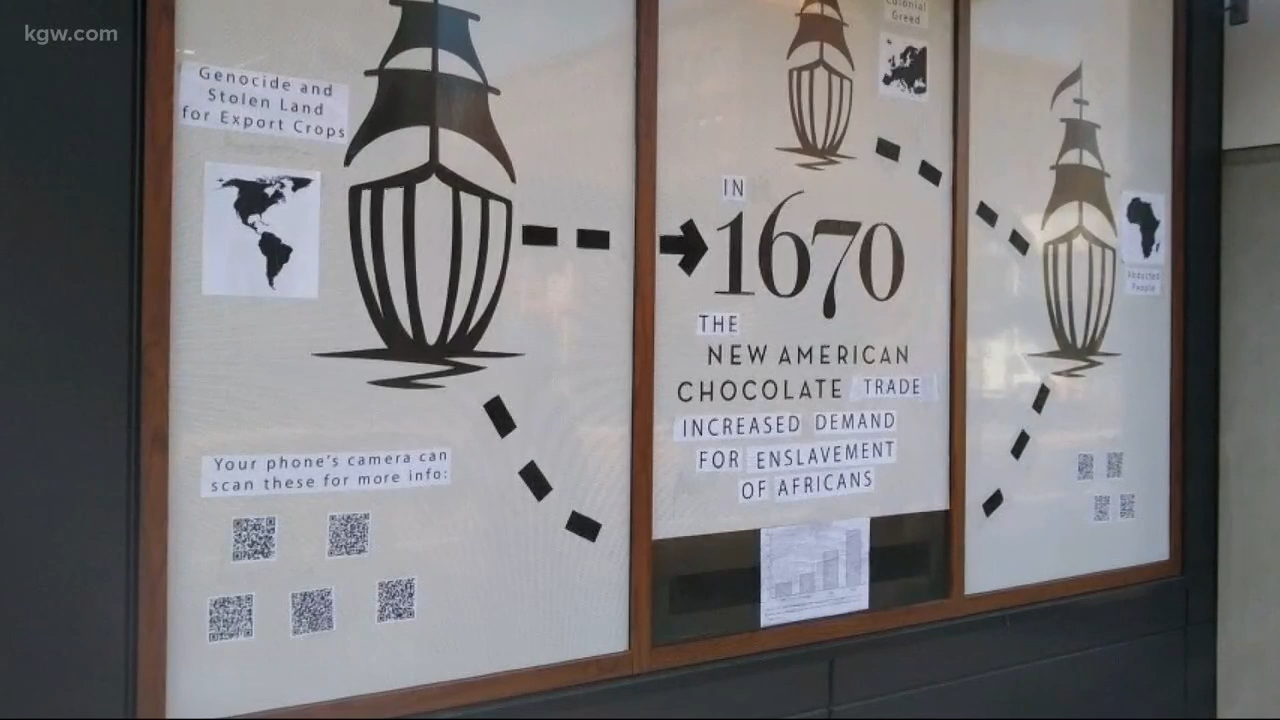 kgw.com
Genocide and
Stolen Land
for Export Crops
Your phone's camera can
scan these for more info:
Colonial
Greed
IN
1670
THE
NEW AMERICAN
CHOCOLATE TRADE
INCREASED DEMAND
FOR ENSLAVEMENT
OF AFRICANS
Abducted
People